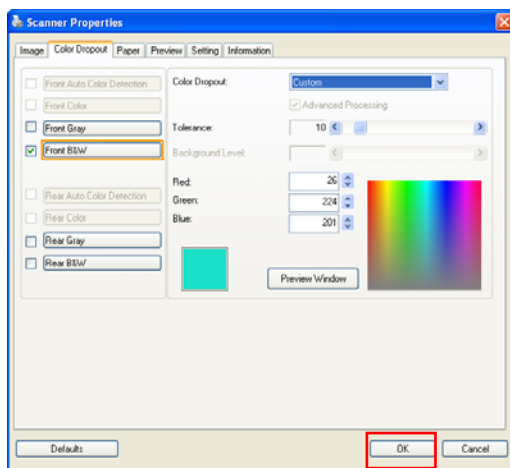 Scanner Properties
Image Color Dropout Paper Preview Setting Information
Front Auto Color Detection
Front Color
Front Gray
Front B&W
Rear Auto Color Detection
Rear Color
Rear Gray
Rear B&W
Color Dropout: Custom
Advanced Processing
Tolerance: 10
Background Level:
Red: 26
Green: 224
Blue: 201
Preview Window
Defaults OK Cancel